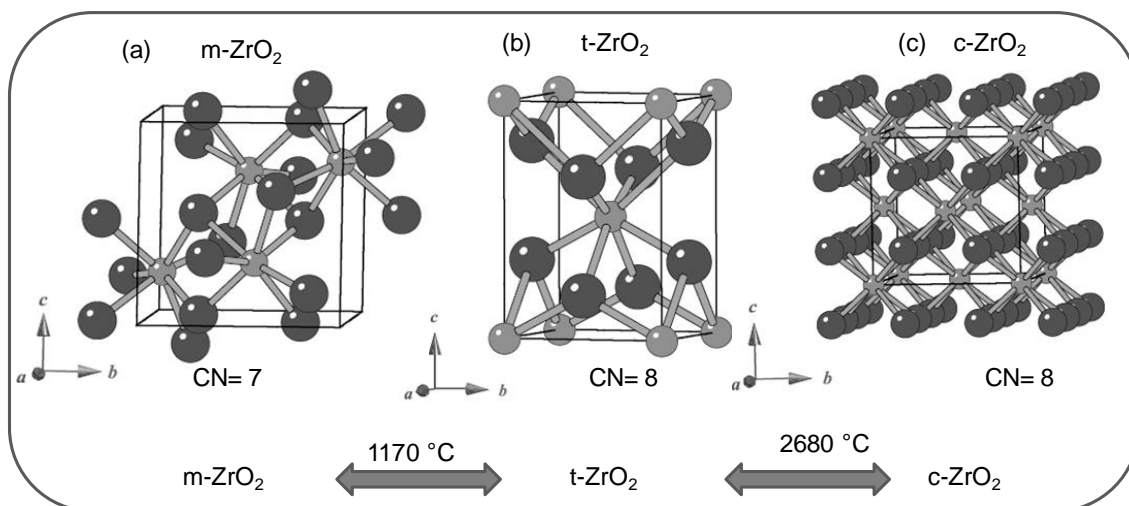 (a) m-ZrO₂ (b) t-ZrO₂ (c) c-ZrO₂
c c c
a b a b a b
CN= 7 CN= 8 CN= 8
1170 °C 2680 °C
m-ZrO₂ t-ZrO₂ c-ZrO₂